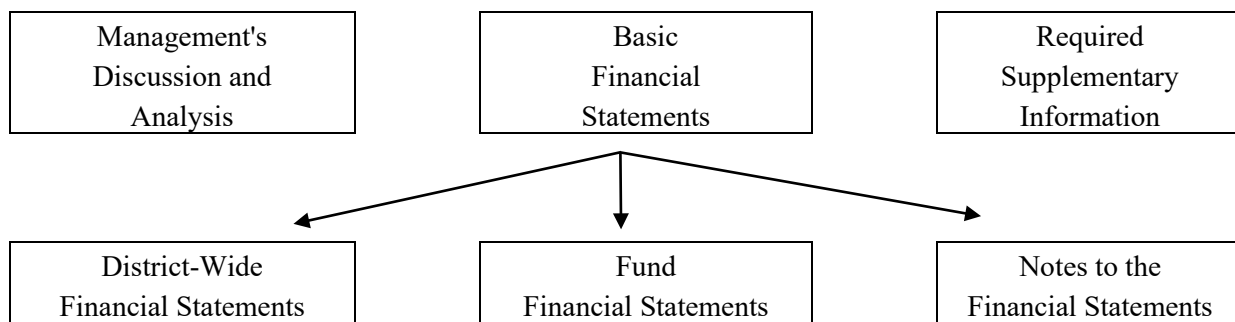 Management's
Discussion and
Analysis
Basic
Financial
Statements
Required
Supplementary
Information
District-Wide
Financial Statements
Fund
Financial Statements
Notes to the
Financial Statements